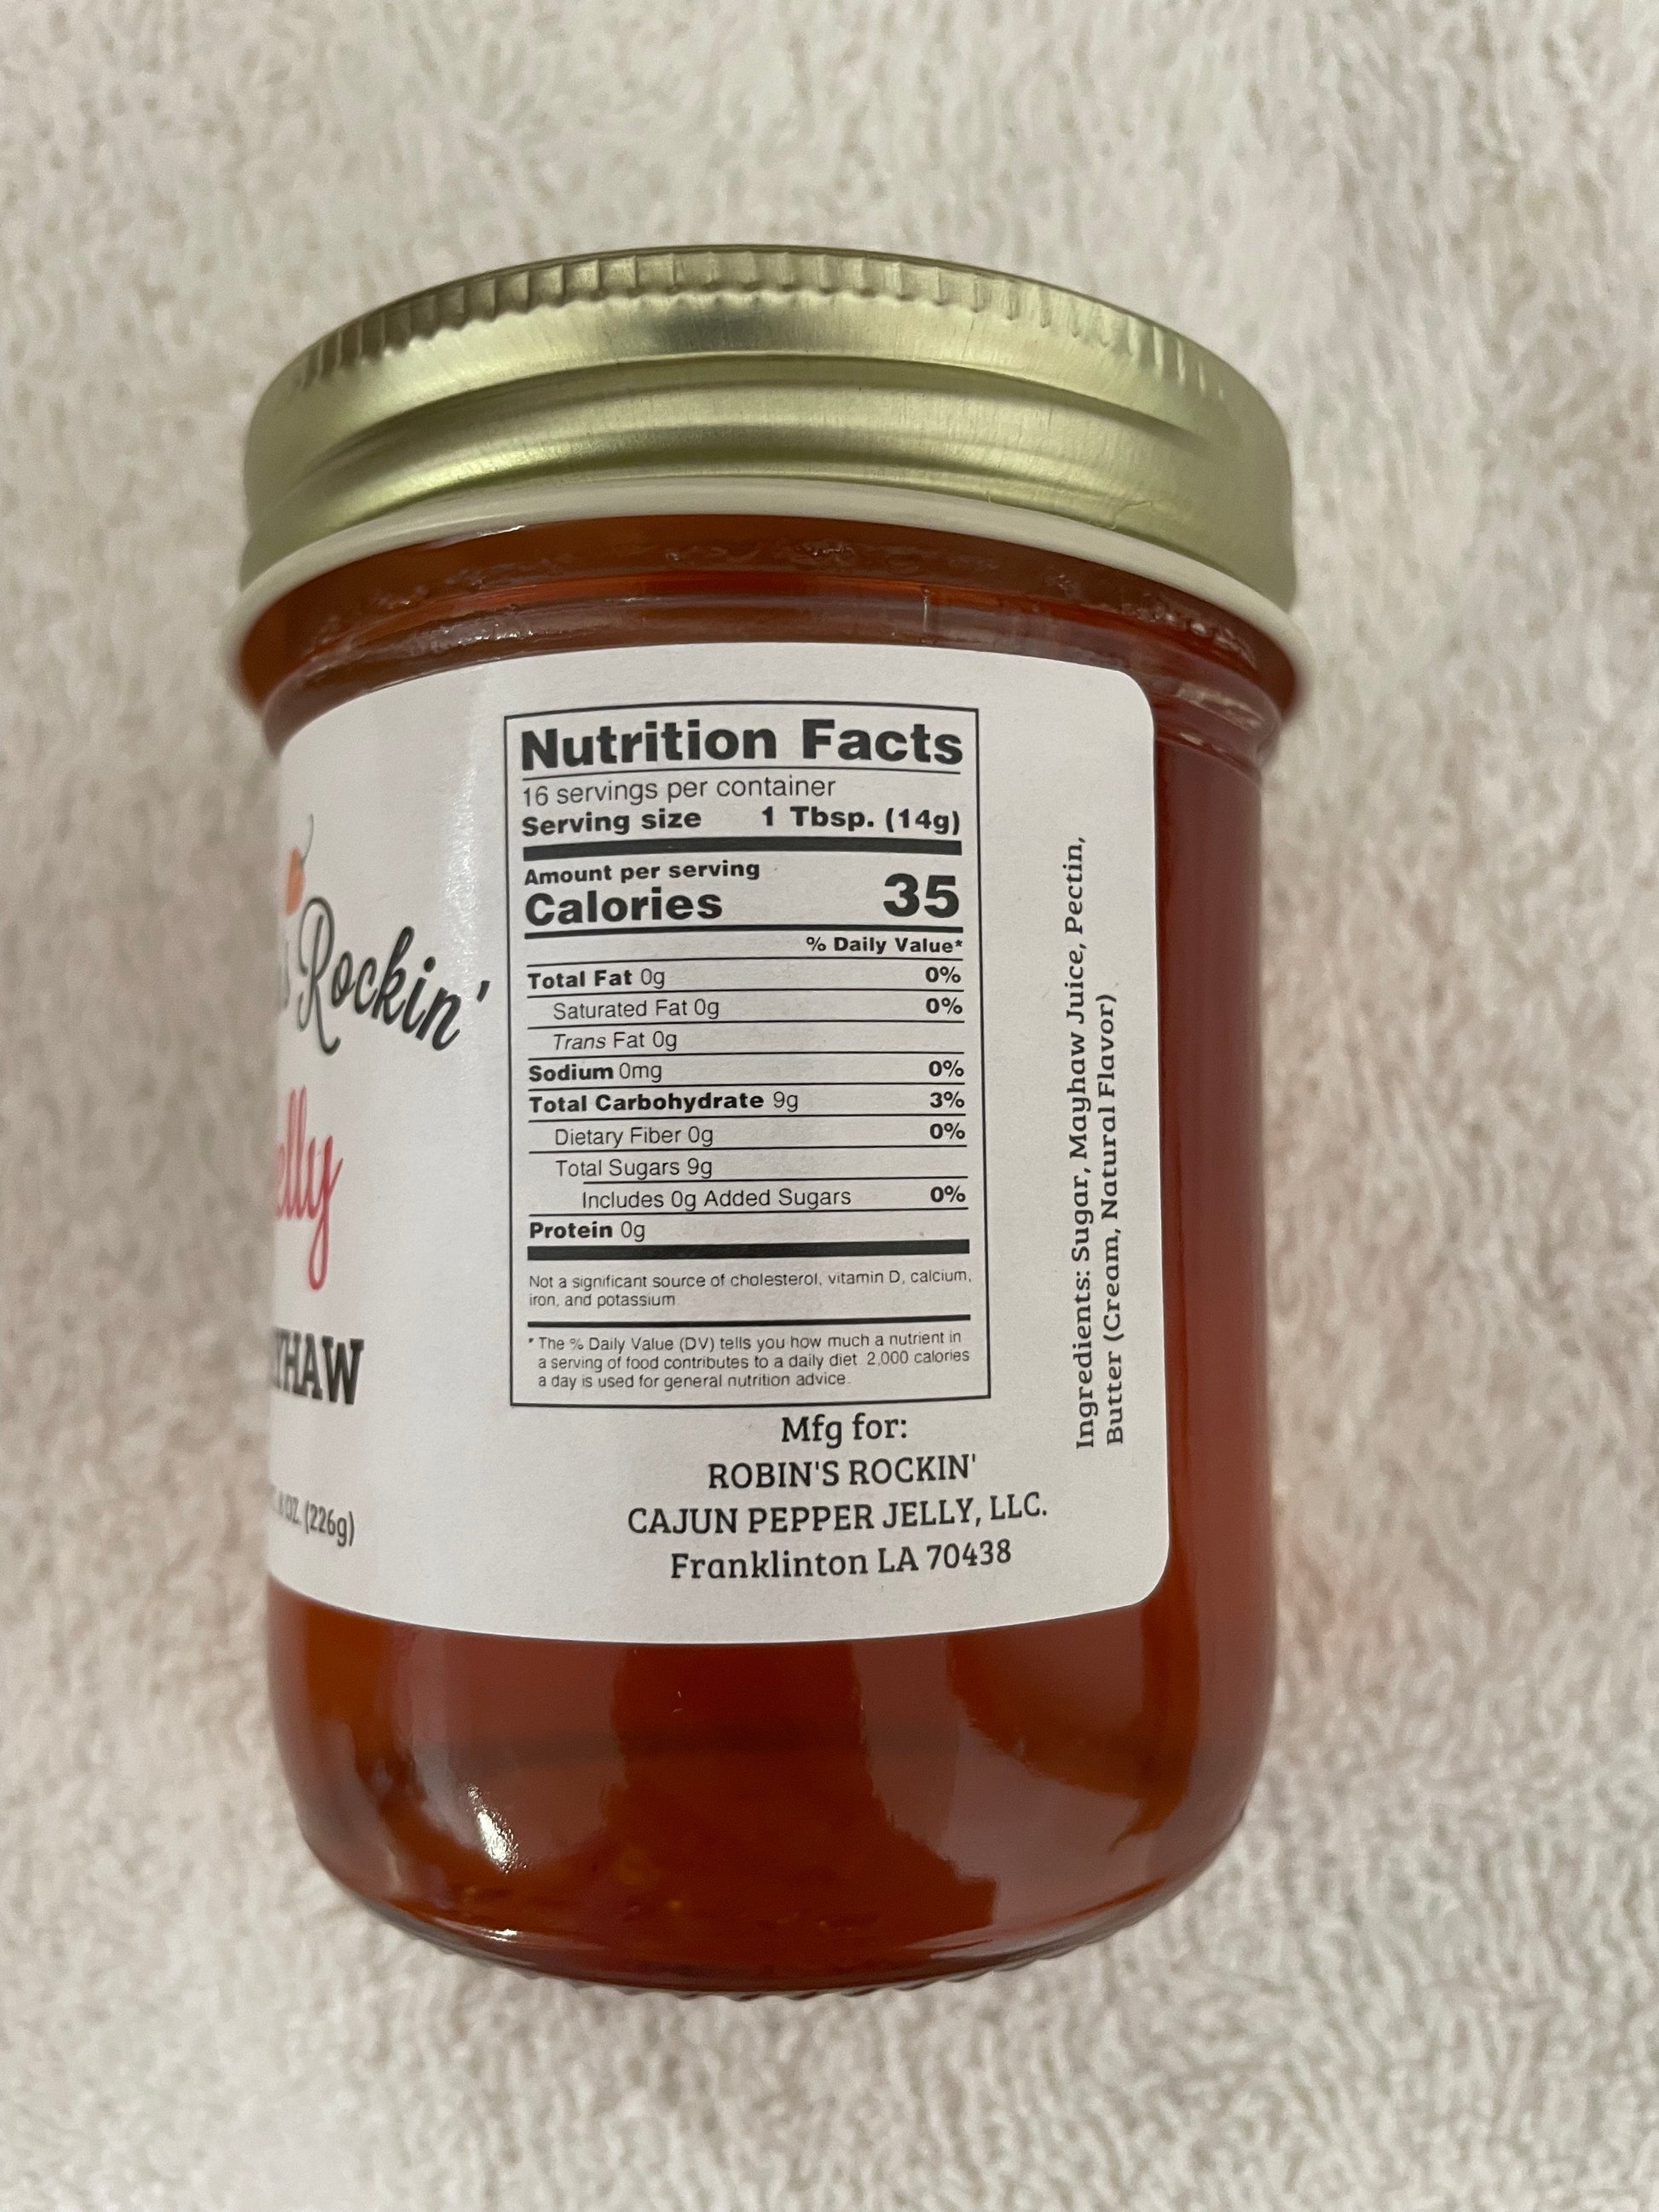 Rockin'
Nutrition Facts
16 servings per container
Serving size 1 Tbsp. (14g)
Amount per serving
Calories 35
% Daily Value*
Total Fat 0g 0%
Saturated Fat 0g 0%
Trans Fat 0g
Sodium 0mg 0%
Total Carbohydrate 9g 3%
Dietary Fiber 0g 0%
Total Sugars 9g
Includes 0g Added Sugars 0%
Protein 0g
Not a significant source of cholesterol, vitamin D, calcium,
iron, and potassium
* The % Daily Value (DV) tells you how much a nutrient in
a serving of food contributes to a daily diet 2,000 calories
a day is used for general nutrition advice.
Mfg for:
ROBIN'S ROCKIN'
CAJUN PEPPER JELLY, LLC.
Franklinton LA 70438
Ingredients: Sugar, Mayhaw Juice, Pectin,
Butter (Cream, Natural Flavor)
OZ. (226g)